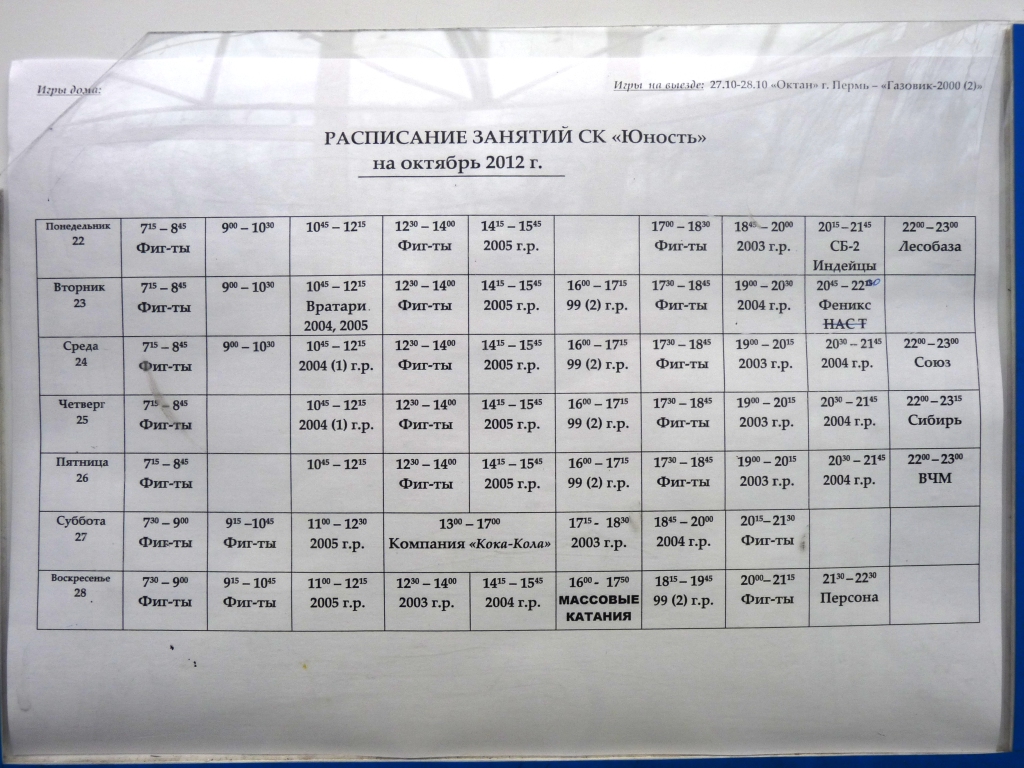 Игры дома:
Игры на выезде: 27.10-28.10 «Октан» г. Пермь – «Газовик-2000 (2)»
РАСПИСАНИЕ ЗАНЯТИЙ СК «Юность»
на октябрь 2012 г.
Понедельник 7¹⁵ – 8⁴⁵ 9⁰⁰ – 10³⁰ 10⁴⁵ – 12¹⁵ 12³⁰ – 14⁰⁰ 14¹⁵ – 15⁴⁵ 17⁰⁰ – 18³⁰ 18⁴⁵ – 20⁰⁰ 20¹⁵ – 21⁴⁵ 22⁰⁰ – 23⁰⁰
22 Фиг-ты Фиг-ты 2005 г.р. Фиг-ты 2003 г.р. СБ-2 Лесобаза
Индейцы
Вторник 7¹⁵ – 8⁴⁵ 9⁰⁰ – 10³⁰ 10⁴⁵ – 12¹⁵ 12³⁰ – 14⁰⁰ 14¹⁵ – 15⁴⁵ 16⁰⁰ – 17¹⁵ 17³⁰ – 18⁴⁵ 19⁰⁰ – 20³⁰ 20⁴⁵ – 22⁰⁰
23 Фиг-ты Вратари Фиг-ты 2005 г.р. 99 (2) г.р. Фиг-ты 2004 г.р. Феникс
2004, 2005 НАСТ
Среда 7¹⁵ – 8⁴⁵ 9⁰⁰ – 10³⁰ 10⁴⁵ – 12¹⁵ 12³⁰ – 14⁰⁰ 14¹⁵ – 15⁴⁵ 16⁰⁰ – 17¹⁵ 17³⁰ – 18⁴⁵ 19⁰⁰ – 20¹⁵ 20³⁰ – 21⁴⁵ 22⁰⁰ – 23⁰⁰
24 Фиг-ты 2004 (1) г.р. Фиг-ты 2005 г.р. 99 (2) г.р. Фиг-ты 2003 г.р. 2004 г.р. Союз
Четверг 7¹⁵ – 8⁴⁵ 10⁴⁵ – 12¹⁵ 12³⁰ – 14⁰⁰ 14¹⁵ – 15⁴⁵ 16⁰⁰ – 17¹⁵ 17³⁰ – 18⁴⁵ 19⁰⁰ – 20¹⁵ 20³⁰ – 21⁴⁵ 22⁰⁰ – 23¹⁵
25 Фиг-ты 2004 (1) г.р. Фиг-ты 2005 г.р. 99 (2) г.р. Фиг-ты 2003 г.р. 2004 г.р. Сибирь
Пятница 7¹⁵ – 8⁴⁵ 10⁴⁵ – 12¹⁵ 12³⁰ – 14⁰⁰ 14¹⁵ – 15⁴⁵ 16⁰⁰ – 17¹⁵ 17³⁰ – 18⁴⁵ 19⁰⁰ – 20¹⁵ 20³⁰ – 21⁴⁵ 22⁰⁰ – 23⁰⁰
26 Фиг-ты Фиг-ты 2005 г.р. 99 (2) г.р. Фиг-ты 2003 г.р. 2004 г.р. ВЧМ
Суббота 7³⁰ – 9⁰⁰ 9¹⁵ –10⁴⁵ 11⁰⁰ – 12³⁰ 13⁰⁰ – 17⁰⁰ 17¹⁵ - 18³⁰ 18⁴⁵ – 20⁰⁰ 20¹⁵ – 21³⁰
27 Фиг-ты Фиг-ты 2005 г.р. Компания «Кока-Кола» 2003 г.р. 2004 г.р. Фиг-ты
Воскресенье 7³⁰ – 9⁰⁰ 9¹⁵ – 10⁴⁵ 11⁰⁰ – 12¹⁵ 12³⁰ – 14⁰⁰ 14¹⁵ – 15⁴⁵ 16⁰⁰ - 17⁵⁰ 18¹⁵ – 19⁴⁵ 20⁰⁰ – 21¹⁵ 21³⁰ – 22³⁰
28 Фиг-ты Фиг-ты 2005 г.р. 2003 г.р. 2004 г.р. МАССОВЫЕ 99 (2) г.р. Фиг-ты Персона
КАТАНИЯ